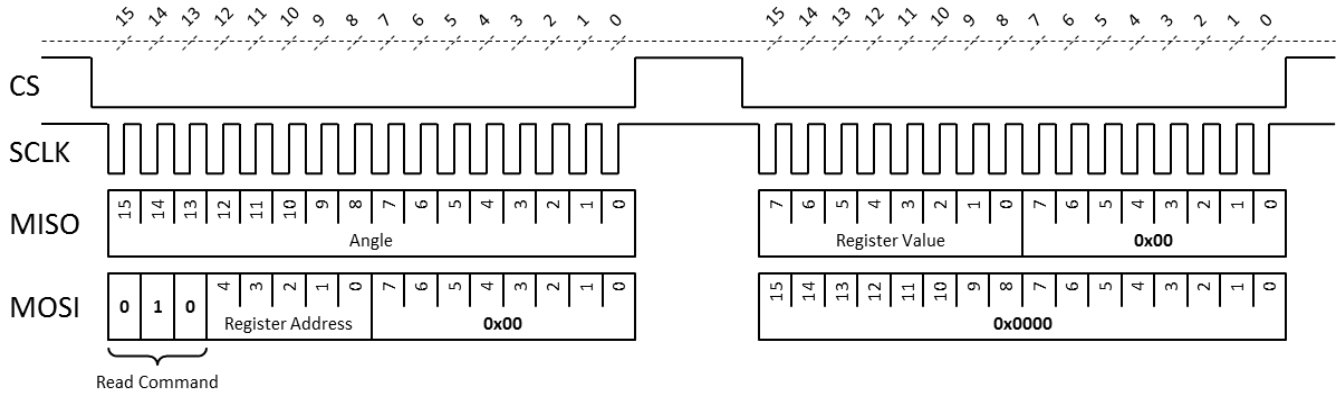 15 14 13 12 11 10 9 8 7 6 5 4 3 2 1 0 15 14 13 12 11 10 9 8 7 6 5 4 3 2 1 0
CS
SCLK
MISO 15 14 13 12 11 10 9 8 7 6 5 4 3 2 1 0 7 6 5 4 3 2 1 0 7 6 5 4 3 2 1 0
Angle Register Value 0x00
MOSI 0 1 0 4 3 2 1 0 7 6 5 4 3 2 1 0 15 14 13 12 11 10 9 8 7 6 5 4 3 2 1 0
Register Address 0x00 0x0000
Read Command